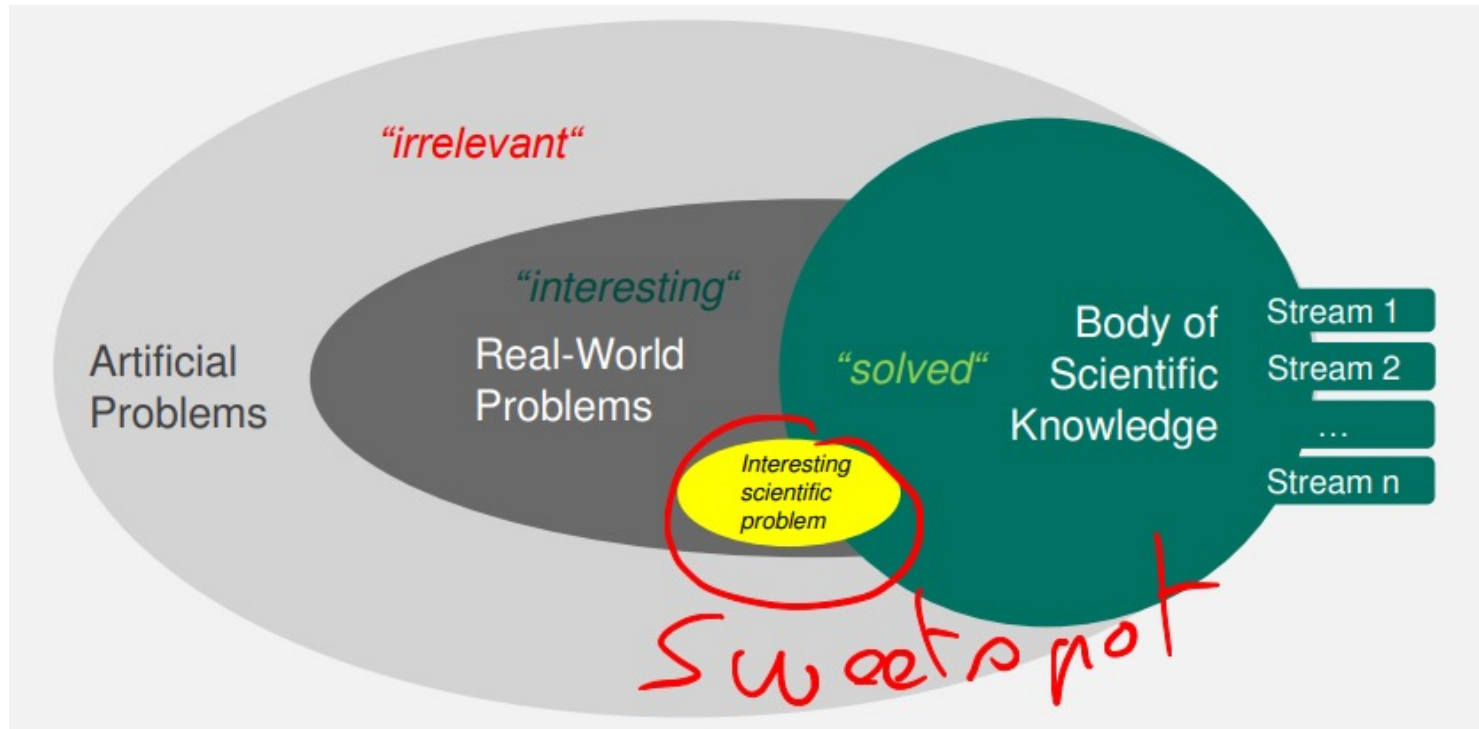 “irrelevant“
“interesting“
Artificial
Problems
Real-World
Problems
“solved“
Body of
Scientific
Knowledge
Stream 1
Stream 2
...
Stream n
Interesting
scientific
problem
Sweetspot